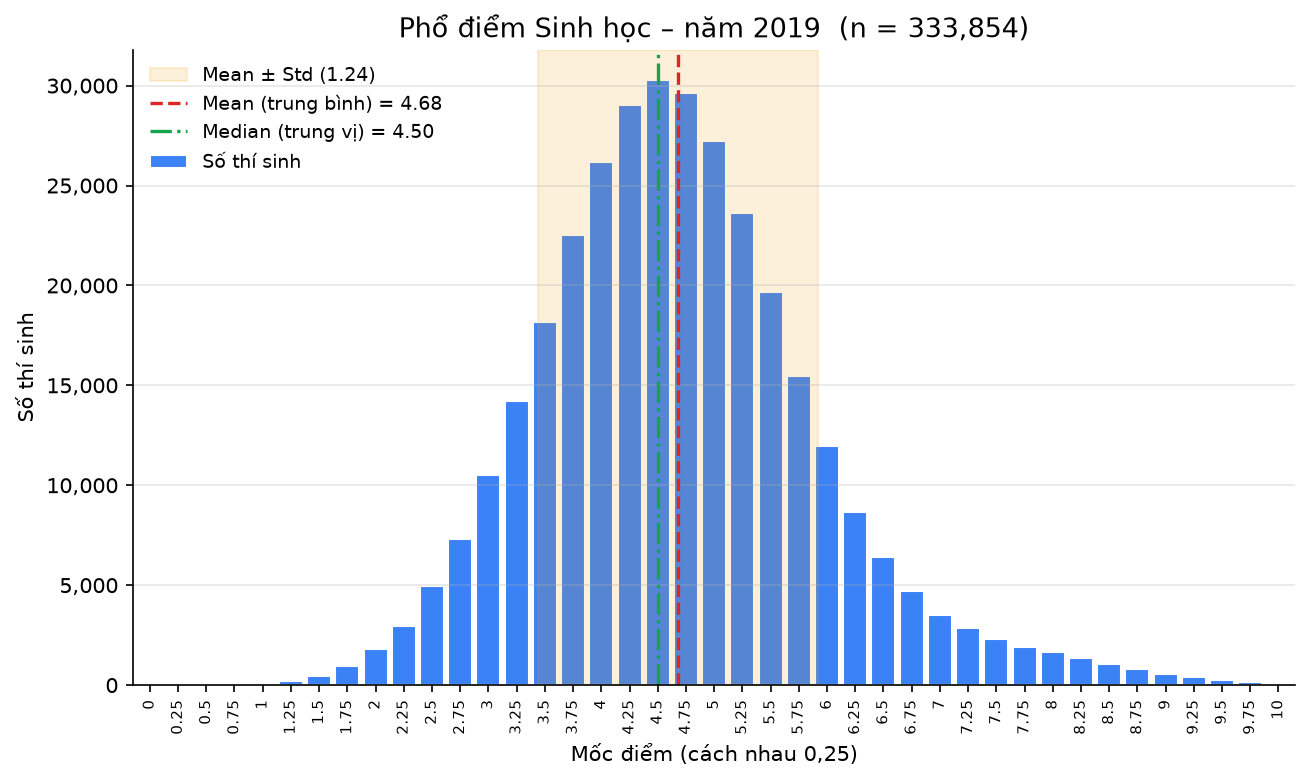 Phổ điểm Sinh học – năm 2019 (n = 333,854)
Mean ± Std (1.24)
Mean (trung bình) = 4.68
Median (trung vị) = 4.50
Số thí sinh
Số thí sinh
30,000
25,000
20,000
15,000
10,000
5,000
0
0 0.25 0.5 0.75 1 1.25 1.5 1.75 2 2.25 2.5 2.75 3 3.25 3.5 3.75 4 4.25 4.5 4.75 5 5.25 5.5 5.75 6 6.25 6.5 6.75 7 7.25 7.5 7.75 8 8.25 8.5 8.75 9 9.25 9.5 9.75 10
Mốc điểm (cách nhau 0,25)